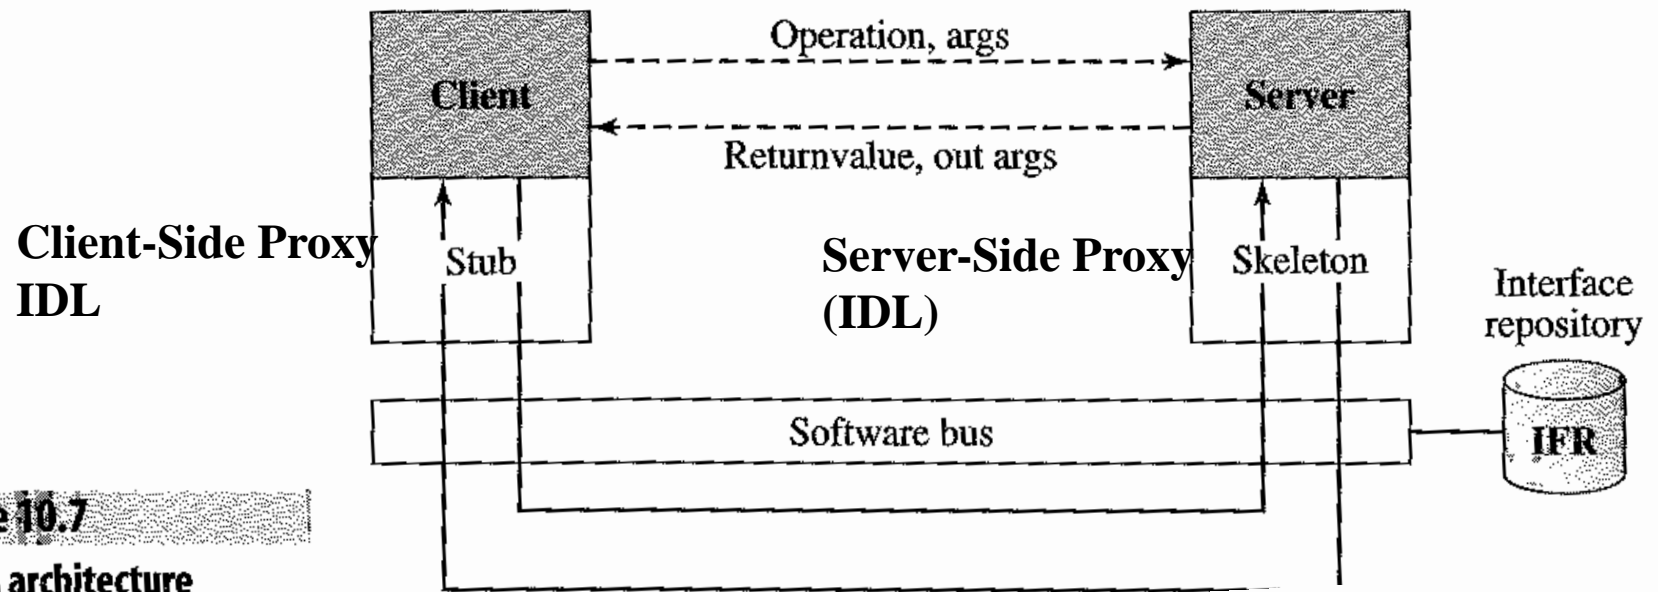 Operation, args
Client
Server
Returnvalue, out args
Client-Side Proxy
IDL
Stub
Server-Side Proxy
(IDL)
Skeleton
Interface
repository
Software bus
IFR
10.7
architecture